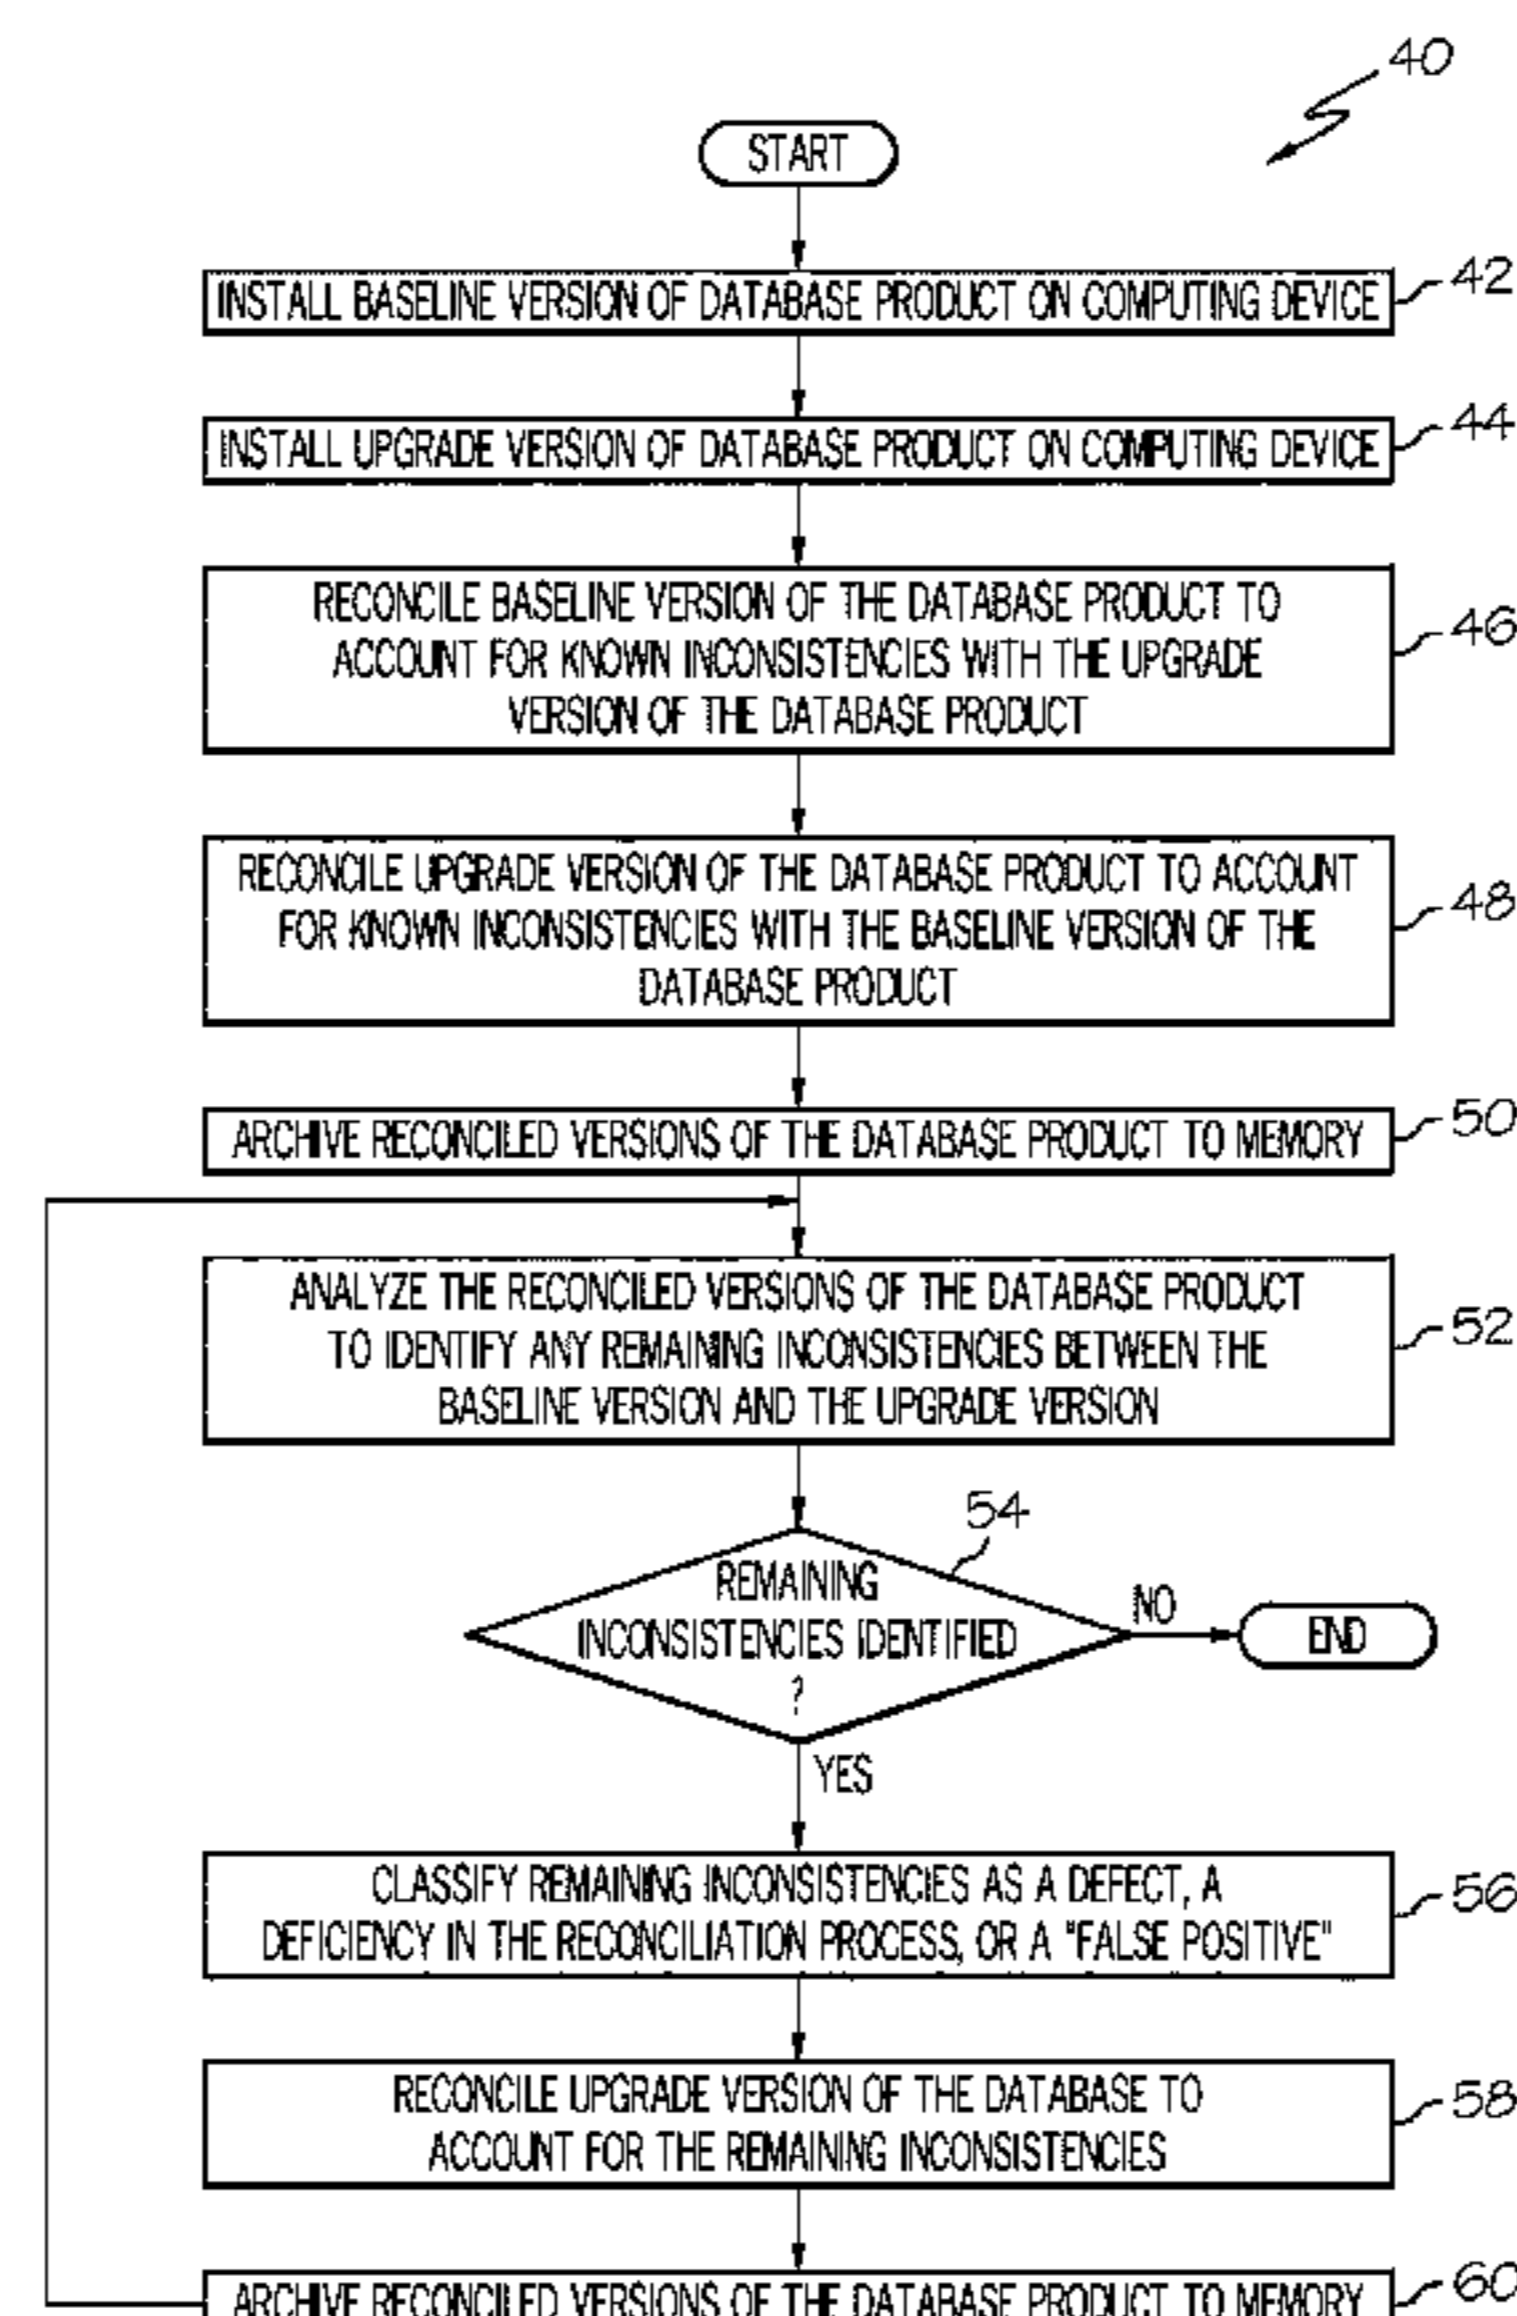 40
START
INSTALL BASELINE VERSION OF DATABASE PRODUCT ON COMPUTING DEVICE
42
INSTALL UPGRADE VERSION OF DATABASE PRODUCT ON COMPUTING DEVICE
44
RECONCILE BASELINE VERSION OF THE DATABASE PRODUCT TO
ACCOUNT FOR KNOWN INCONSISTENCIES WITH THE UPGRADE
VERSION OF THE DATABASE PRODUCT
46
RECONCILE UPGRADE VERSION OF THE DATABASE PRODUCT TO ACCOUNT
FOR KNOWN INCONSISTENCIES WITH THE BASELINE VERSION OF THE
DATABASE PRODUCT
48
ARCHIVE RECONCILED VERSIONS OF THE DATABASE PRODUCT TO MEMORY
50
ANALYZE THE RECONCILED VERSIONS OF THE DATABASE PRODUCT
TO IDENTIFY ANY REMAINING INCONSISTENCIES BETWEEN THE
BASELINE VERSION AND THE UPGRADE VERSION
52
54
REMAINING
INCONSISTENCIES IDENTIFIED
?
NO
END
YES
CLASSIFY REMAINING INCONSISTENCIES AS A DEFECT, A
DEFICIENCY IN THE RECONCILIATION PROCESS, OR A "FALSE POSITIVE"
56
RECONCILE UPGRADE VERSION OF THE DATABASE TO
ACCOUNT FOR THE REMAINING INCONSISTENCIES
58
ARCHIVE RECONCILED VERSIONS OF THE DATABASE PRODUCT TO MEMORY
60